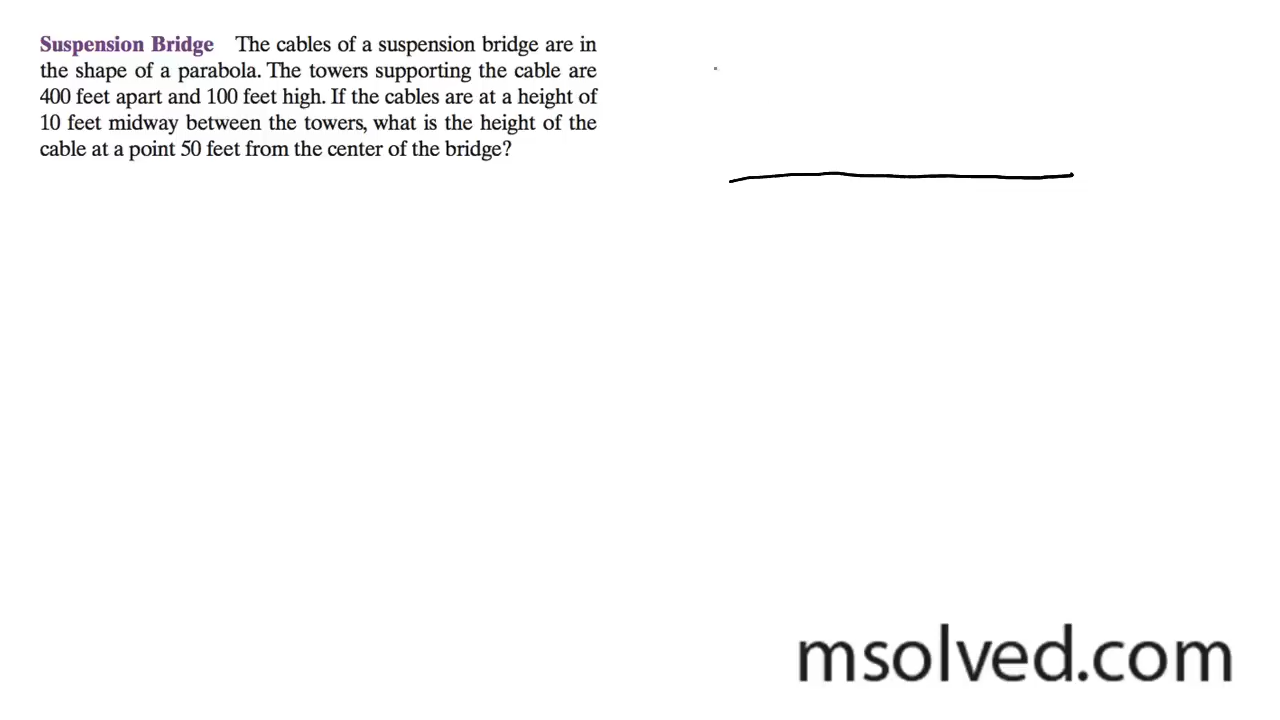 Suspension Bridge The cables of a suspension bridge are in
the shape of a parabola. The towers supporting the cable are
400 feet apart and 100 feet high. If the cables are at a height of
10 feet midway between the towers, what is the height of the
cable at a point 50 feet from the center of the bridge?
msolved.com